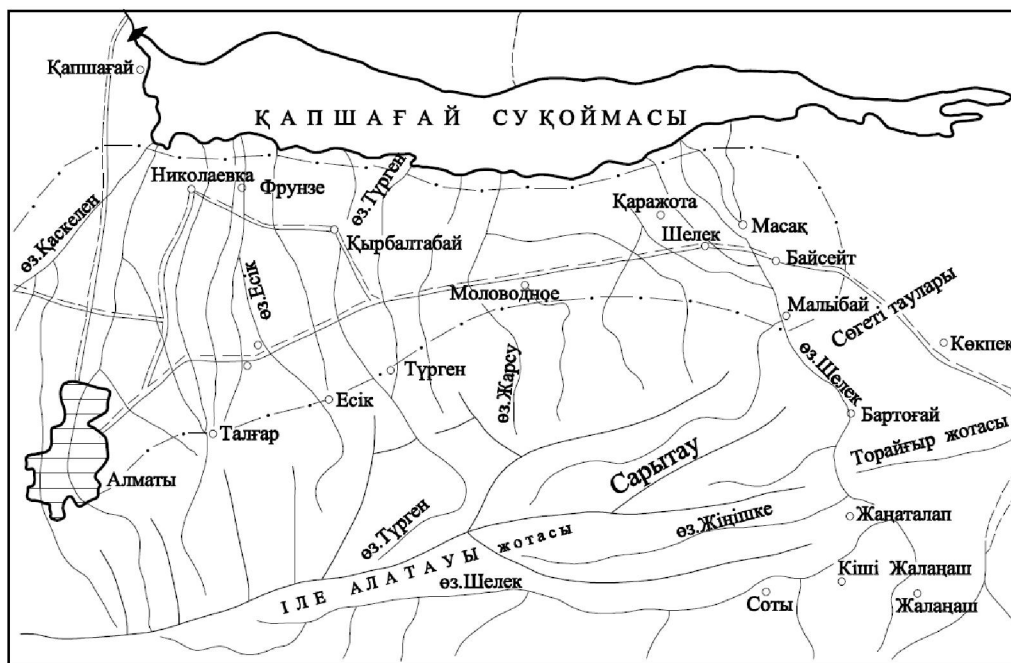 Қапшағай
ҚАПШАҒАЙ СУҚОЙМАСЫ
Николаевка
Фрунзе
өз.Түрген
өз.Қаскелен
Қаражота
Масақ
Шелек
Қырбалтабай
Байсейт
өз.Есік
Моловодное
Малыбай
Сөгеті таулары
Көкпек
Түрген
өз.Жарсу
өз.Шелек
Есік
Бартоғай
Талғар
Торайғыр жотасы
Сарытау
Алматы
өз.Түрген
өз.Жіңішке
Жаңаталап
ІЛЕ АЛАТАУЫ жотасы
өз.Шелек
Кіші Жалаңаш
Соты
Жалаңаш